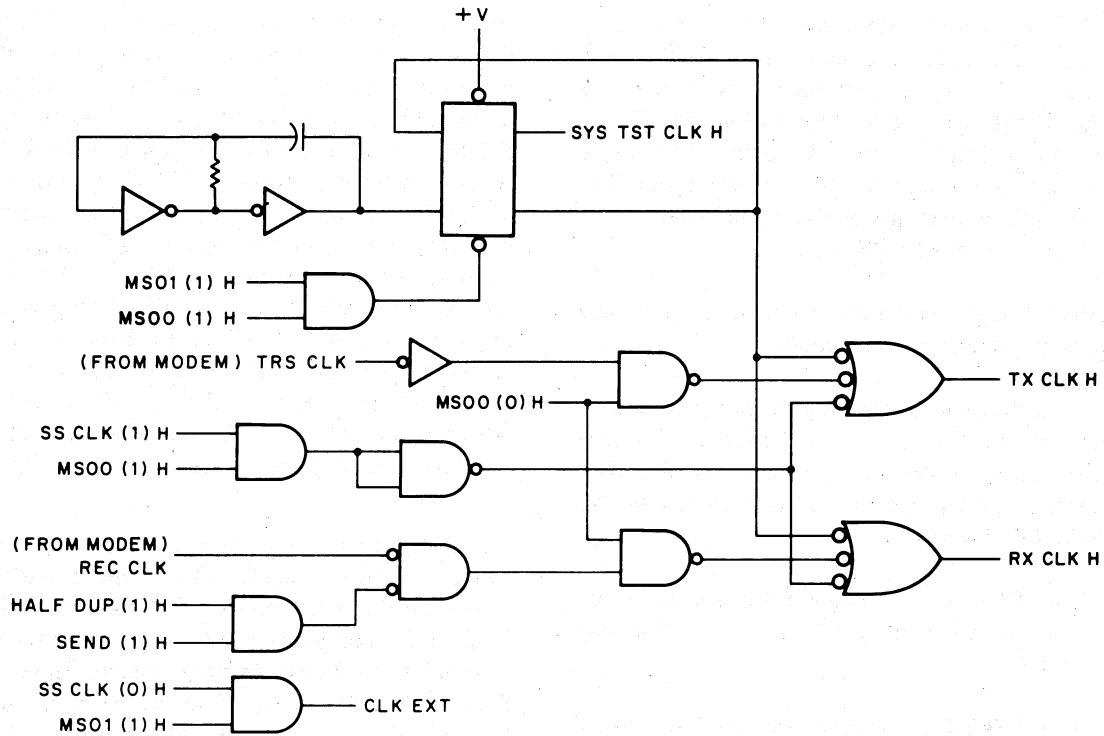 +V
SYS TST CLK H
MS01 (1) H
MS00 (1) H
(FROM MODEM) TRS CLK
MS00 (0) H
TX CLK H
SS CLK (1) H
MS00 (1) H
(FROM MODEM)
REC CLK
RX CLK H
HALF DUP (1) H
SEND (1) H
SS CLK (0) H
CLK EXT
MS01 (1) H